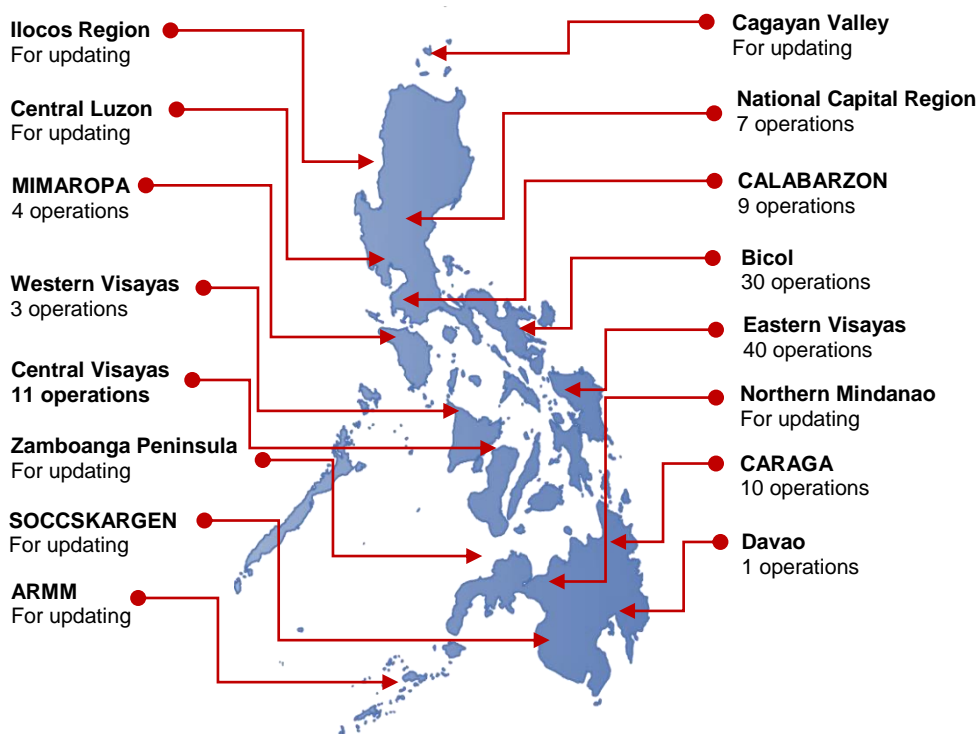 Ilocos Region
For updating
Central Luzon
For updating
MIMAROPA
4 operations
Western Visayas
3 operations
Central Visayas
11 operations
Zamboanga Peninsula
For updating
SOCCSKARGEN
For updating
ARMM
For updating
Cagayan Valley
For updating
National Capital Region
7 operations
CALABARZON
9 operations
Bicol
30 operations
Eastern Visayas
40 operations
Northern Mindanao
For updating
CARAGA
10 operations
Davao
1 operations